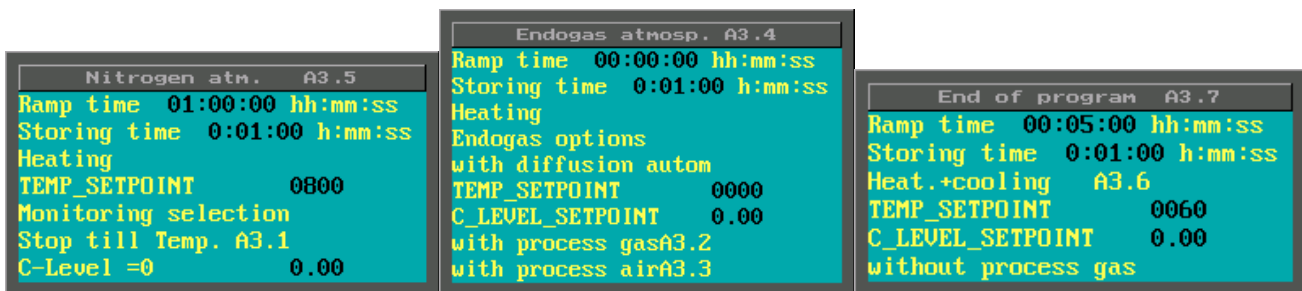 Nitrogen atm. A3.5
Ramp time 01:00:00 hh:mm:ss
Storing time 0:01:00 h:mm:ss
Heating
TEMP_SETPOINT 0800
Monitoring selection
Stop till Temp. A3.1
C-Level =0 0.00
Endogas atmosp. A3.4
Ramp time 00:00:00 hh:mm:ss
Storing time 0:01:00 h:mm:ss
Heating
Endogas options
with diffusion autom
TEMP_SETPOINT 0000
C_LEVEL_SETPOINT 0.00
with process gasA3.2
with process airA3.3
End of program A3.7
Ramp time 00:05:00 hh:mm:ss
Storing time 0:01:00 h:mm:ss
Heat.+cooling A3.6
TEMP_SETPOINT 0060
C_LEVEL_SETPOINT 0.00
without process gas